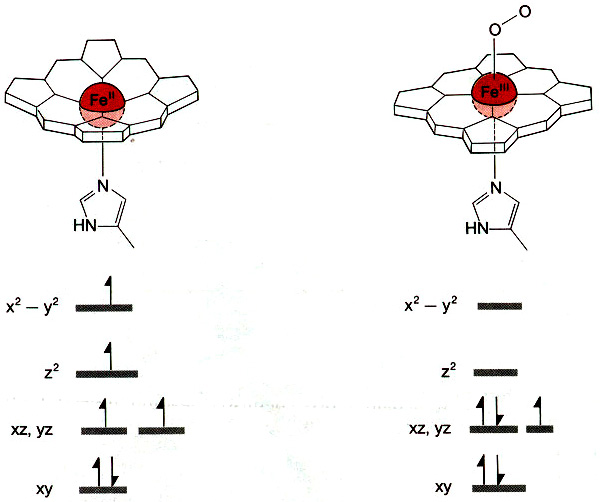 O
O
Fe^II
Fe^III
N
HN
N
HN
x² – y²
z²
xz, yz
xy
x² – y²
z²
xz, yz
xy